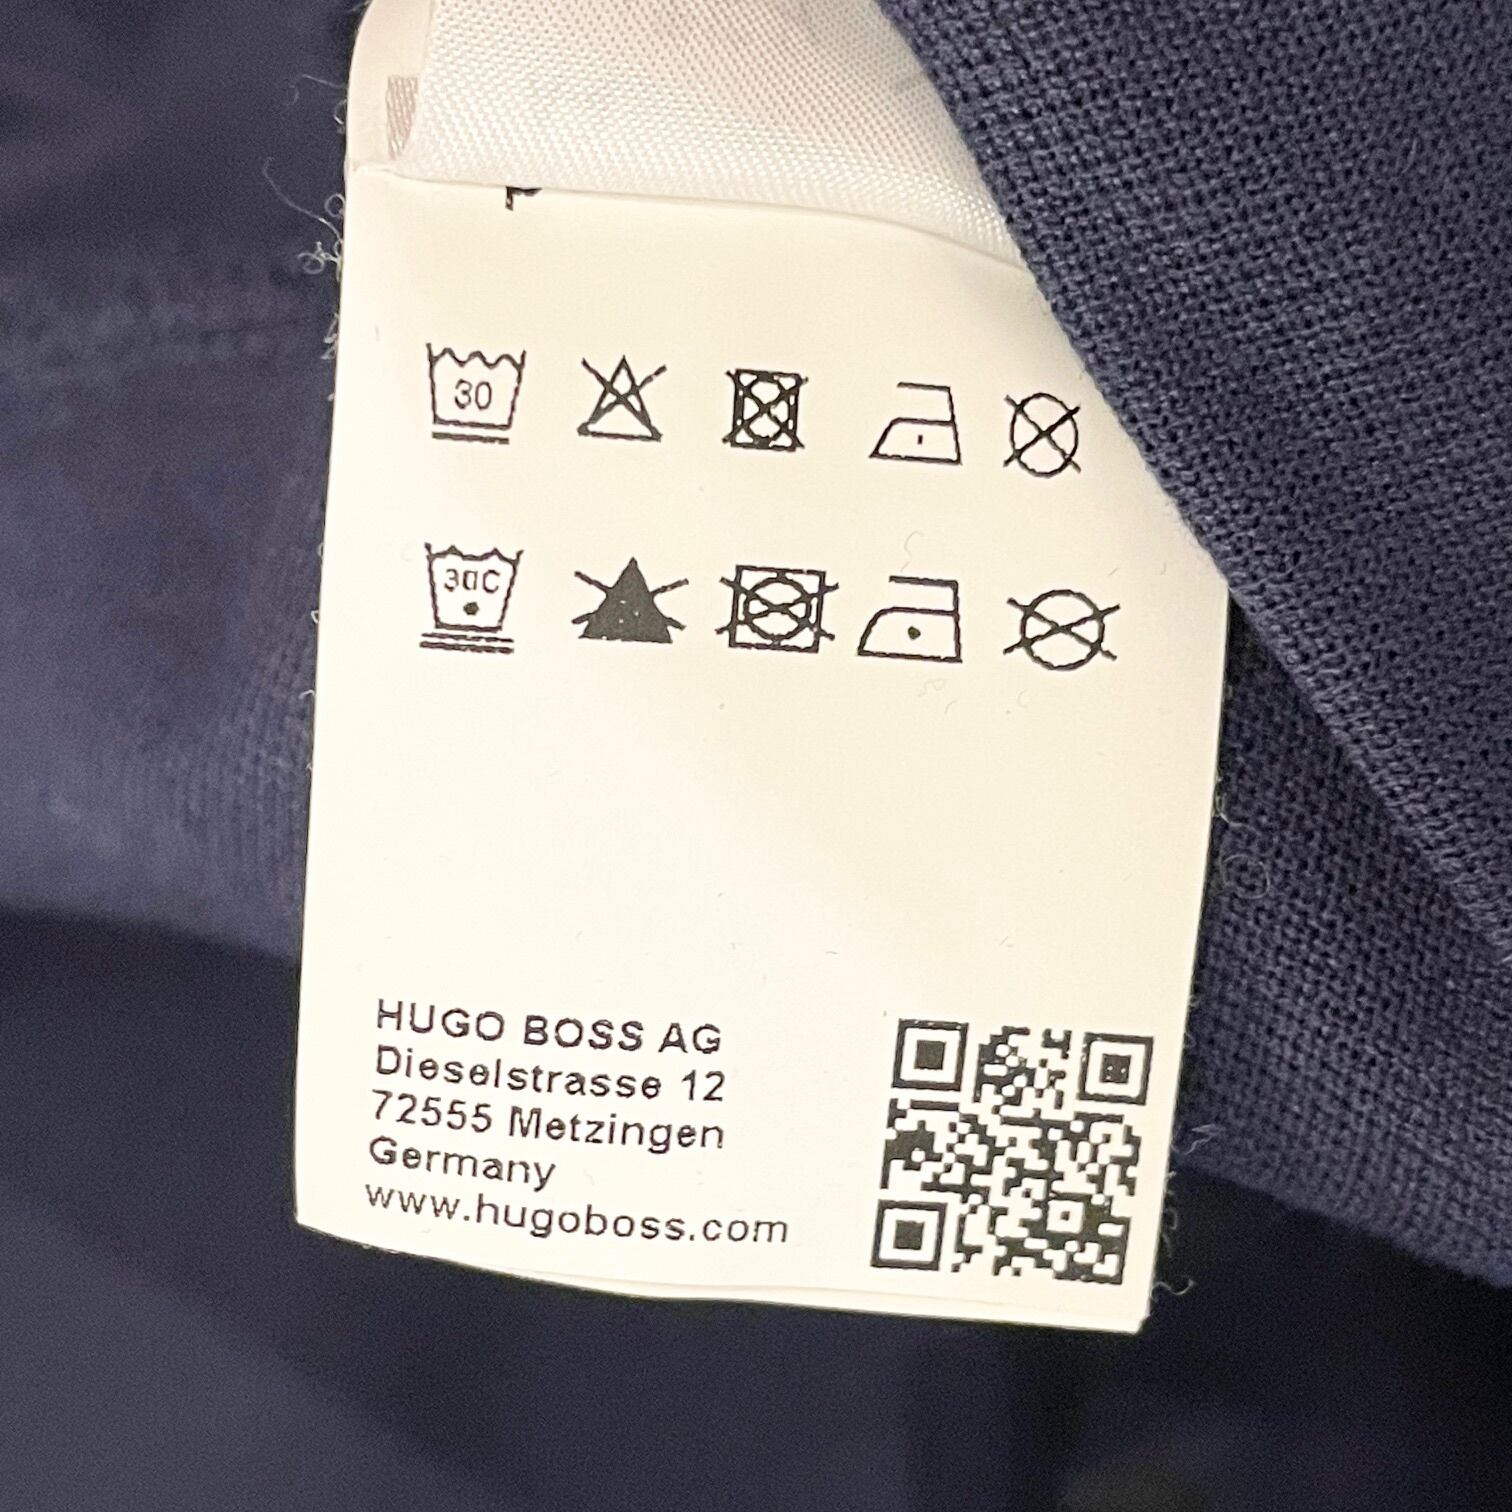 30
30C
HUGO BOSS AG
Dieselstrasse 12
72555 Metzingen
Germany
www.hugoboss.com